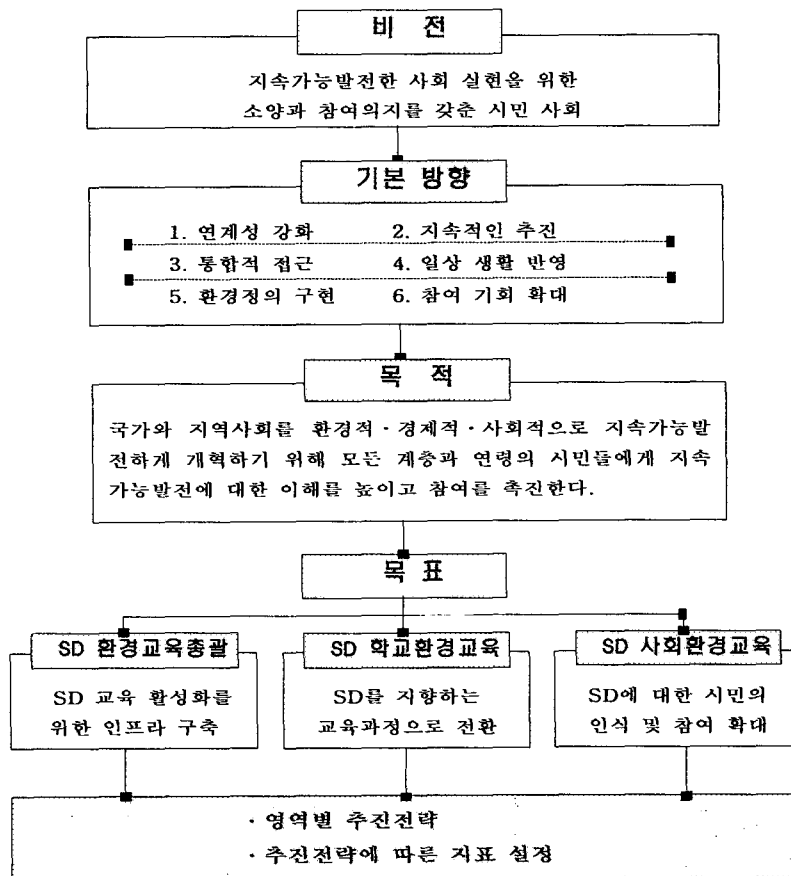 비 전
지속가능발전한 사회 실현을 위한
소양과 참여의지를 갖춘 시민 사회
기본 방향
1. 연계성 강화 2. 지속적인 추진
3. 통합적 접근 4. 일상 생활 반영
5. 환경정의 구현 6. 참여 기회 확대
목 적
국가와 지역사회를 환경적·경제적·사회적으로 지속가능발
전하게 개혁하기 위해 모든 계층과 연령의 시민들에게 지속
가능발전에 대한 이해를 높이고 참여를 촉진한다.
목 표
SD 환경교육총괄 SD 학교환경교육 SD 사회환경교육
SD 교육 활성화를 SD를 지향하는 SD에 대한 시민의
위한 인프라 구축 교육과정으로 전환 인식 및 참여 확대
· 영역별 추진전략
· 추진전략에 따른 지표 설정